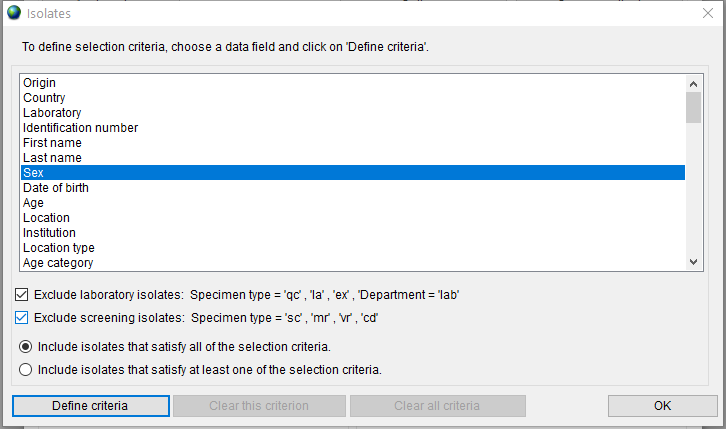 Isolates
To define selection criteria, choose a data field and click on 'Define criteria'.
Origin
Country
Laboratory
Identification number
First name
Last name
Sex
Date of birth
Age
Location
Institution
Location type
Age category
Exclude laboratory isolates:  Specimen type = 'qc' , 'la' , 'ex' , 'Department = 'lab'
Exclude screening isolates:  Specimen type = 'sc' , 'mr' , 'vr' , 'cd'
Include isolates that satisfy all of the selection criteria.
Include isolates that satisfy at least one of the selection criteria.
Define criteria
Clear this criterion
Clear all criteria
OK